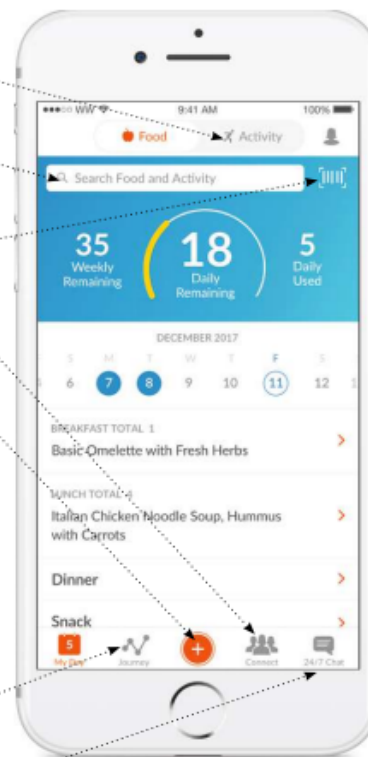 WW 9:41 AM 100%
Food Activity
Search Food and Activity
35 18 5
Weekly Daily Daily
Remaining Remaining Used
DECEMBER 2017
S M T W T F S
6 7 8 9 10 11 12
BREAKFAST TOTAL 1
Basic Omelette with Fresh Herbs
LUNCH TOTAL 4
Italian Chicken Noodle Soup, Hummus
with Carrots
Dinner
Snack
5
My Day Journey Connect 24/7 Chat